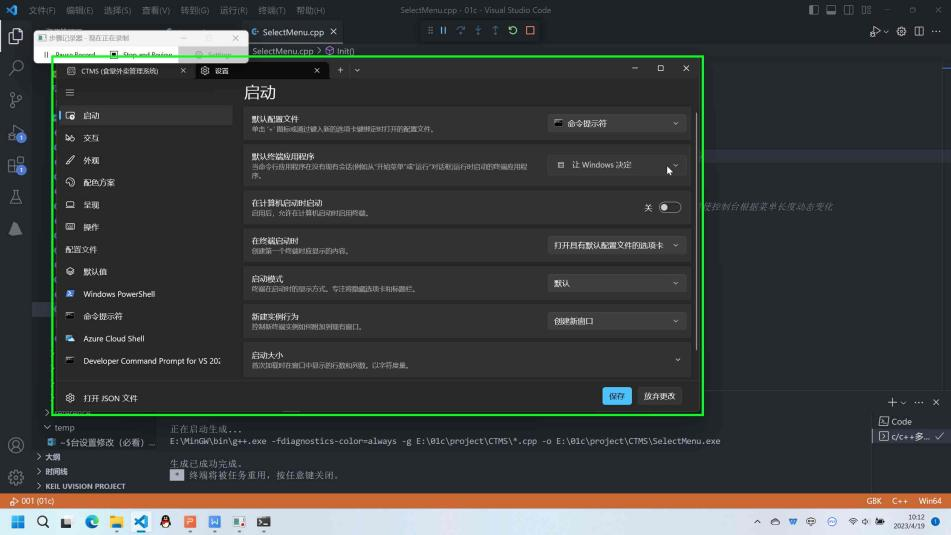 文件(F) 编辑(E) 选择(S) 查看(V) 转到(G) 运行(R) 终端(T) 帮助(H)
SelectMenu.cpp - 01c - Visual Studio Code
步骤记录器 - 现在正在录制
SelectMenu.cpp
Pause Record
Stop and Review
Settings
SelectMenu.cpp > init()
CTMS (食堂外卖管理系统)
设置
启动
启动
默认配置文件
单击"+"图标或通过键入新的选项卡键绑定时打开的配置文件。
命令提示符
交互
外观
默认终端应用程序
当命令行应用程序在没有现有会话(例如从"开始菜单"或"运行"对话框)运行时启动的终端应用程
序。
让 Windows 决定
配色方案
呈现
在计算机启动时启动
启用后，允许在计算机启动时启用终端。
关
使控制台根据菜单长度动态变化
操作
配置文件
在终端启动时
创建第一个终端时应显示的内容。
打开具有默认配置文件的选项卡
默认值
启动模式
终端在启动时的显示方式。专注将隐藏选项卡和标题栏。
默认
Windows PowerShell
命令提示符
新建实例行为
控制新终端实例如何附加到现有窗口。
创建新窗口
Azure Cloud Shell
启动大小
首次加载时在窗口中显示的行数和列数。以字符度量。
Developer Command Prompt for VS 202
打开 JSON 文件
保存
放弃更改
reference
temp
~$台设置修改（必看）...
大纲
时间线
KEIL UVISION PROJECT
正在启动生成...
E:\MinGW\bin\g++.exe -fdiagnostics-color=always -g E:\01c\project\CTMS\*.cpp -o E:\01c\project\CTMS\SelectMenu.exe
生成已成功完成。
* 终端将被任务重用，按任意键关闭。
Code
c/c++多...
001 (01c)
GBK
C++
Win64
10:12
2023/4/19